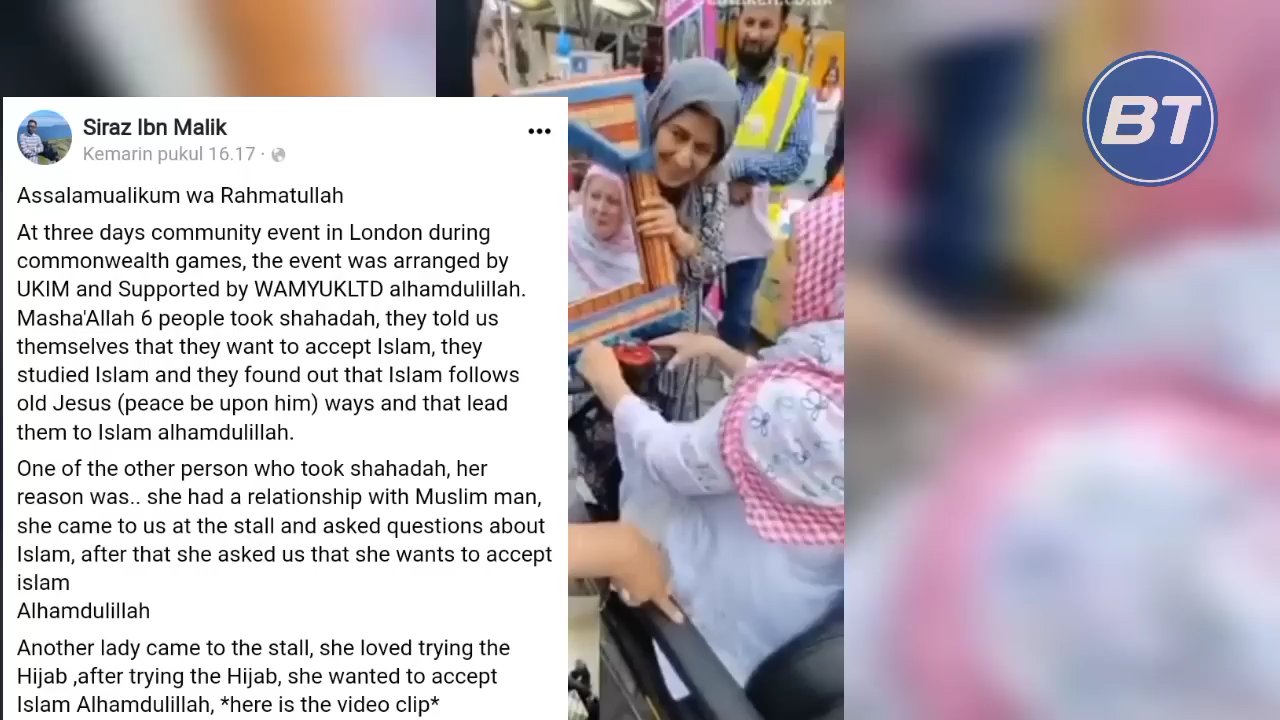 Siraz Ibn Malik
Kemarin pukul 16.17 ·
Assalamualikum wa Rahmatullah
At three days community event in London during
commonwealth games, the event was arranged by
UKIM and Supported by WAMYUKLTD alhamdulillah.
Masha'Allah 6 people took shahadah, they told us
themselves that they want to accept Islam, they
studied Islam and they found out that Islam follows
old Jesus (peace be upon him) ways and that lead
them to Islam alhamdulillah.
One of the other person who took shahadah, her
reason was.. she had a relationship with Muslim man,
she came to us at the stall and asked questions about
Islam, after that she asked us that she wants to accept
islam
Alhamdulillah
Another lady came to the stall, she loved trying the
Hijab ,after trying the Hijab, she wanted to accept
Islam Alhamdulillah, *here is the video clip*
BT